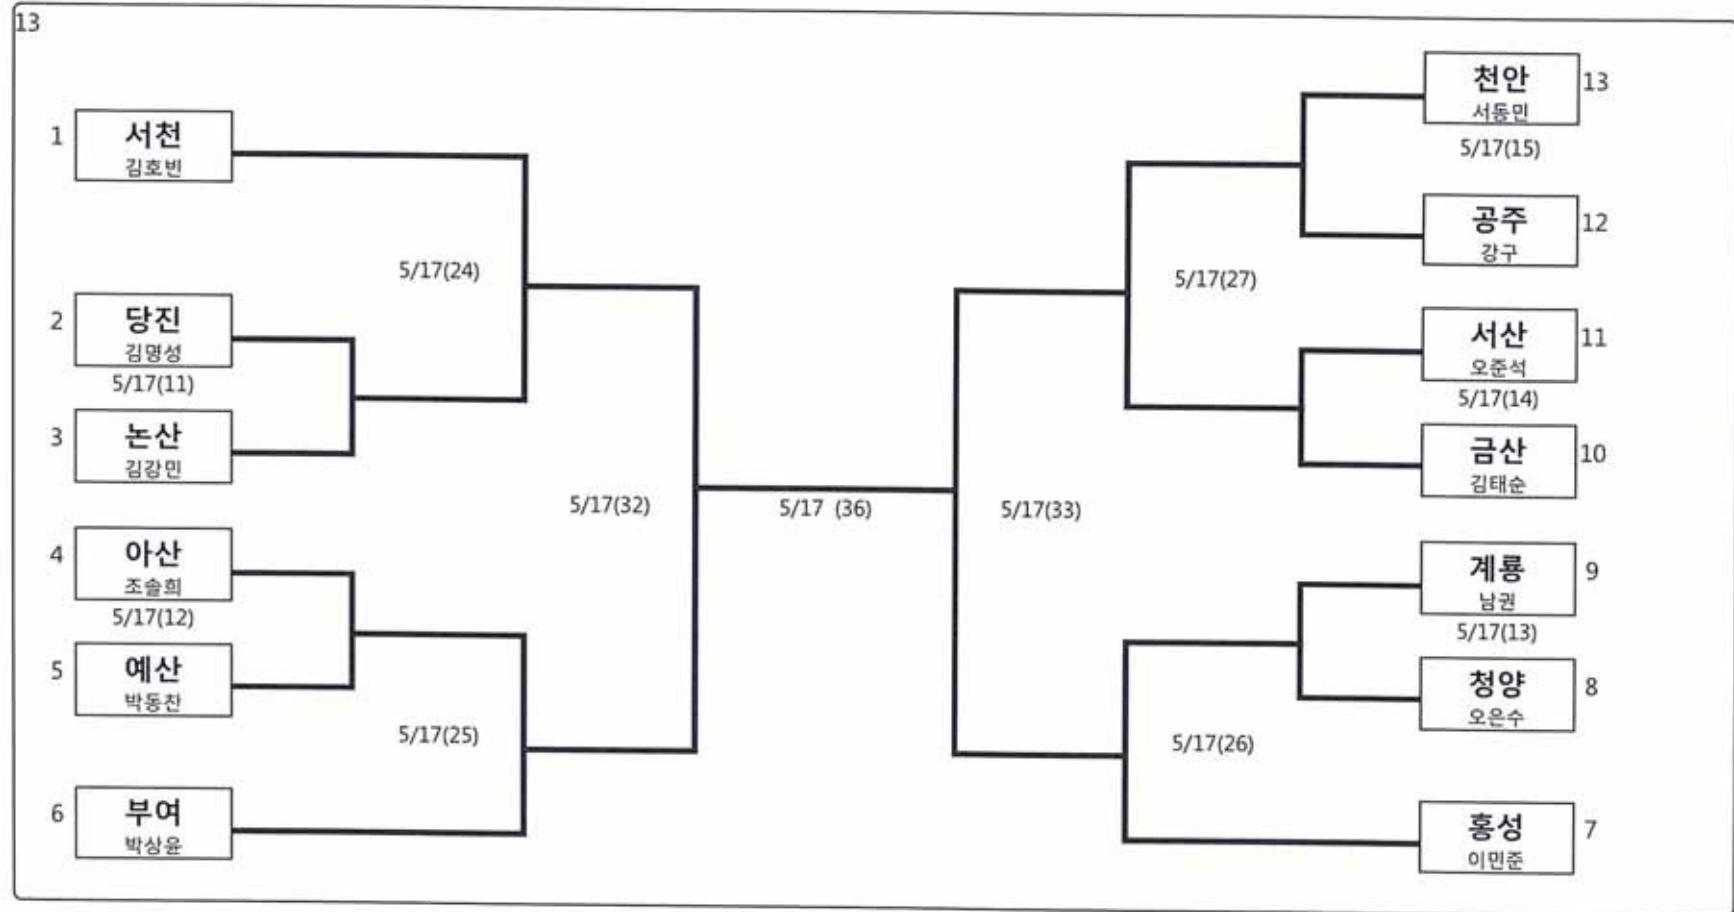 13
1
서천
김호빈
2
당진
김명성
5/17(11)
3
논산
김강민
4
아산
조솔희
5/17(12)
5
예산
박동찬
6
부여
박상윤
5/17(24)
5/17(25)
5/17(32)
5/17 (36)
5/17(33)
5/17(27)
5/17(26)
천안
서동민
13
5/17(15)
공주
강구
12
서산
오준석
11
5/17(14)
금산
김태순
10
계룡
남권
9
5/17(13)
청양
오은수
8
홍성
이민준
7